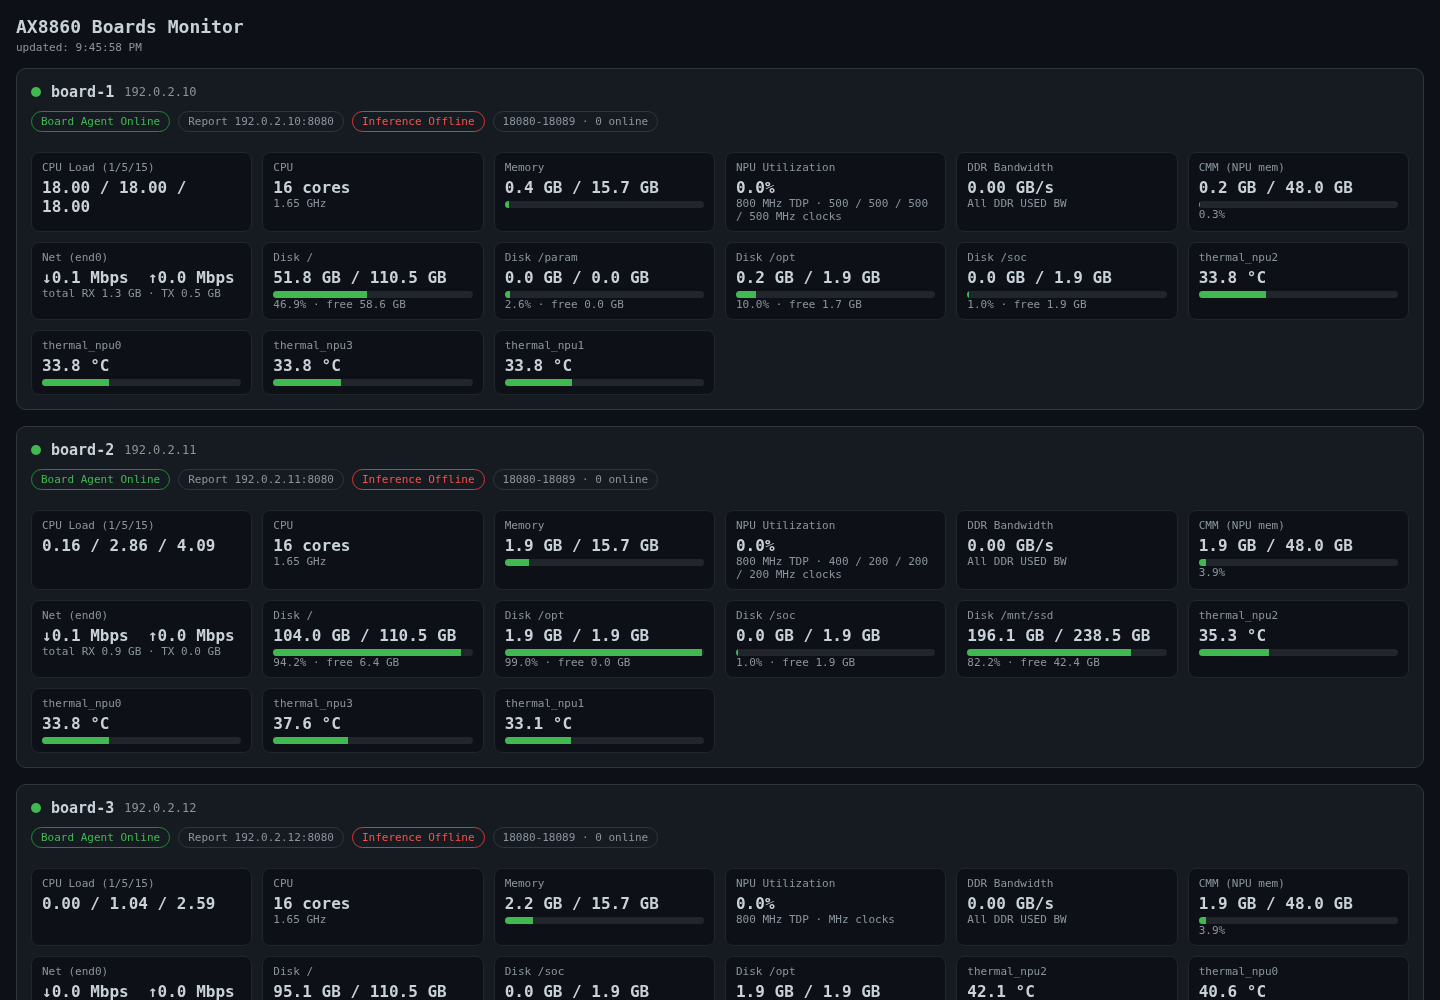 AX8860 Boards Monitor
updated: 9:45:58 PM
board-1 192.0.2.10
Board Agent Online Report 192.0.2.10:8080 Inference Offline 18080-18089 · 0 online
CPU Load (1/5/15)
18.00 / 18.00 /
18.00
CPU
16 cores
1.65 GHz
Memory
0.4 GB / 15.7 GB
NPU Utilization
0.0%
800 MHz TDP · 500 / 500 / 500
/ 500 MHz clocks
DDR Bandwidth
0.00 GB/s
All DDR USED BW
CMM (NPU mem)
0.2 GB / 48.0 GB
0.3%
Net (end0)
↓0.1 Mbps ↑0.0 Mbps
total RX 1.3 GB · TX 0.5 GB
Disk /
51.8 GB / 110.5 GB
46.9% · free 58.6 GB
Disk /param
0.0 GB / 0.0 GB
2.6% · free 0.0 GB
Disk /opt
0.2 GB / 1.9 GB
10.0% · free 1.7 GB
Disk /soc
0.0 GB / 1.9 GB
1.0% · free 1.9 GB
thermal_npu2
33.8 °C
thermal_npu0
33.8 °C
thermal_npu3
33.8 °C
thermal_npu1
33.8 °C
board-2 192.0.2.11
Board Agent Online Report 192.0.2.11:8080 Inference Offline 18080-18089 · 0 online
CPU Load (1/5/15)
0.16 / 2.86 / 4.09
CPU
16 cores
1.65 GHz
Memory
1.9 GB / 15.7 GB
NPU Utilization
0.0%
800 MHz TDP · 400 / 200 / 200
/ 200 MHz clocks
DDR Bandwidth
0.00 GB/s
All DDR USED BW
CMM (NPU mem)
1.9 GB / 48.0 GB
3.9%
Net (end0)
↓0.1 Mbps ↑0.0 Mbps
total RX 0.9 GB · TX 0.0 GB
Disk /
104.0 GB / 110.5 GB
94.2% · free 6.4 GB
Disk /opt
1.9 GB / 1.9 GB
99.0% · free 0.0 GB
Disk /soc
0.0 GB / 1.9 GB
1.0% · free 1.9 GB
Disk /mnt/ssd
196.1 GB / 238.5 GB
82.2% · free 42.4 GB
thermal_npu2
35.3 °C
thermal_npu0
33.8 °C
thermal_npu3
37.6 °C
thermal_npu1
33.1 °C
board-3 192.0.2.12
Board Agent Online Report 192.0.2.12:8080 Inference Offline 18080-18089 · 0 online
CPU Load (1/5/15)
0.00 / 1.04 / 2.59
CPU
16 cores
1.65 GHz
Memory
2.2 GB / 15.7 GB
NPU Utilization
0.0%
800 MHz TDP · MHz clocks
DDR Bandwidth
0.00 GB/s
All DDR USED BW
CMM (NPU mem)
1.9 GB / 48.0 GB
3.9%
Net (end0)
↓0.0 Mbps ↑0.0 Mbps
Disk /
95.1 GB / 110.5 GB
Disk /soc
0.0 GB / 1.9 GB
Disk /opt
1.9 GB / 1.9 GB
thermal_npu2
42.1 °C
thermal_npu0
40.6 °C